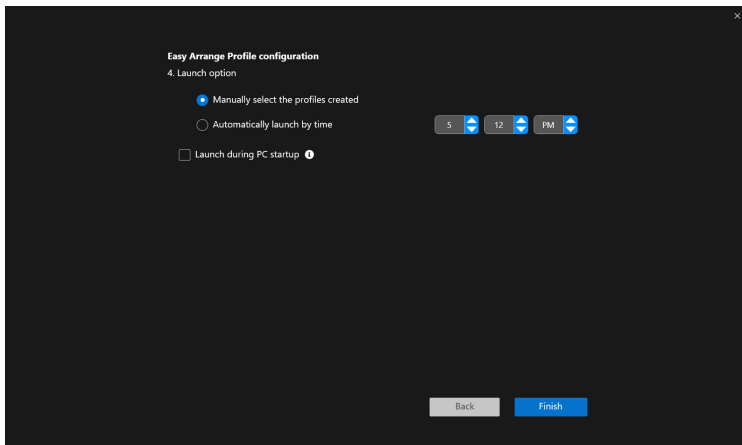 Easy Arrange Profile configuration
4. Launch option
Manually select the profiles created
Automatically launch by time 5 12 PM
Launch during PC startup
Back Finish